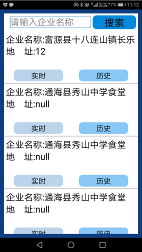 77% 11:12
请输入企业名称 搜索
企业名称:富源县十八连山镇长乐
地 址:12
实时 历史
企业名称:通海县秀山中学食堂
地 址:null
实时 历史
企业名称:通海县秀山中学食堂
地 址:null
实时 历史
企业名称:通海县秀山中学食堂
地 址:null
实时 历史